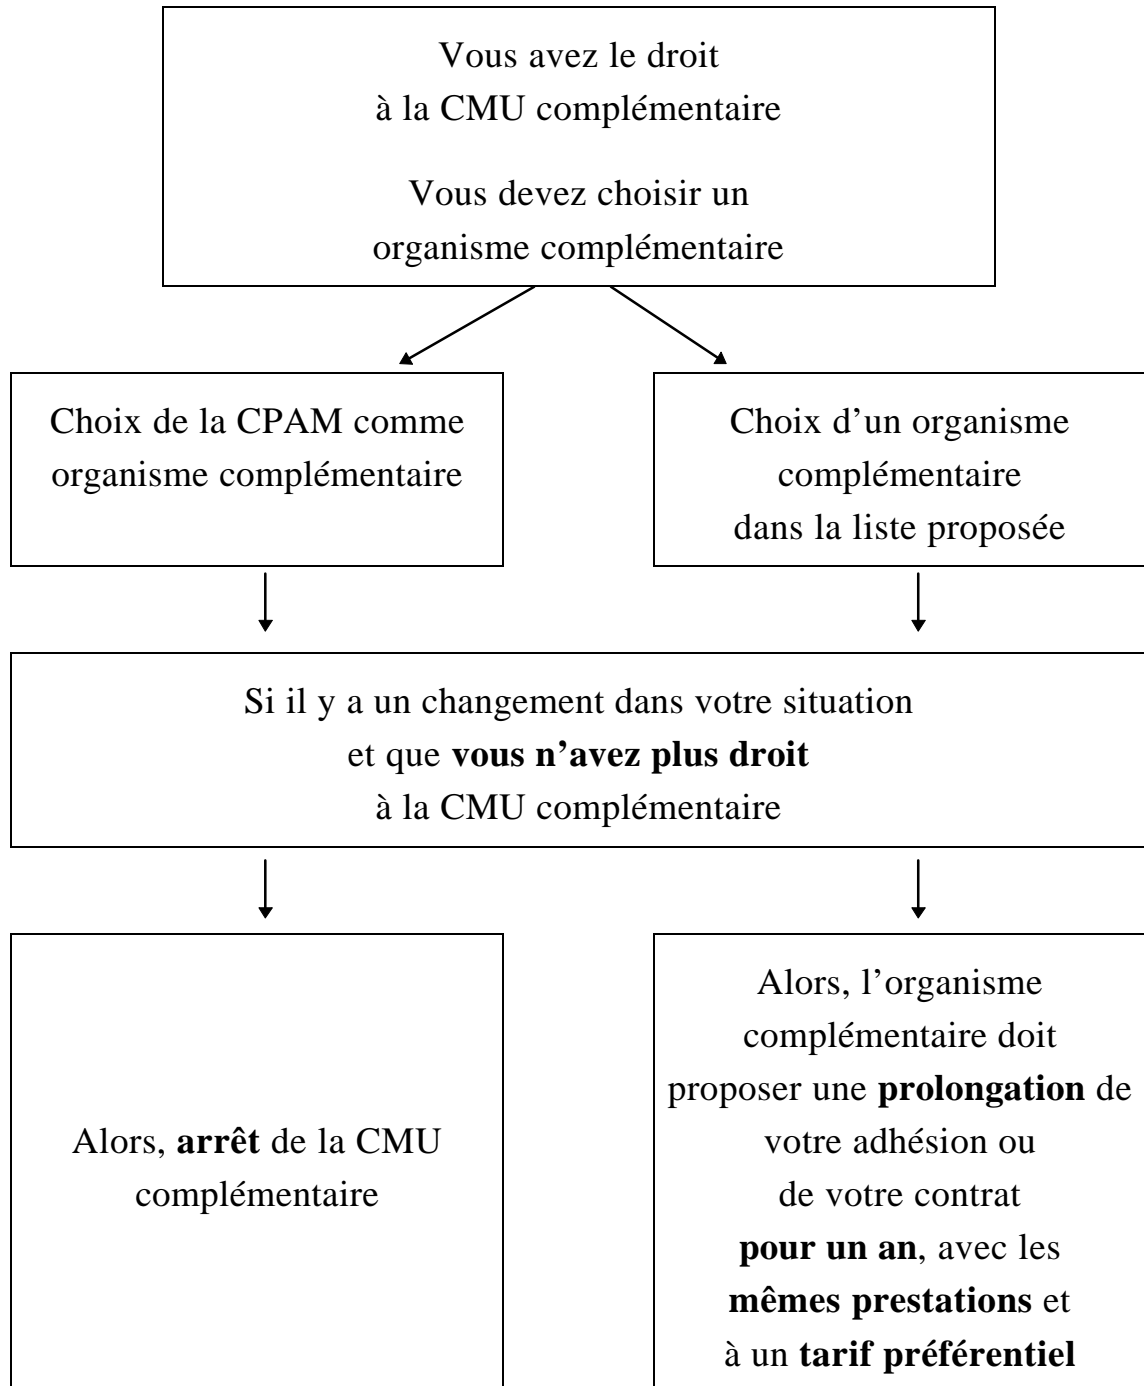 Vous avez le droit
à la CMU complémentaire
Vous devez choisir un
organisme complémentaire
Choix de la CPAM comme
organisme complémentaire
Choix d’un organisme
complémentaire
dans la liste proposée
Si il y a un changement dans votre situation
et que vous n’avez plus droit
à la CMU complémentaire
Alors, arrêt de la CMU
complémentaire
Alors, l’organisme
complémentaire doit
proposer une prolongation de
votre adhésion ou
de votre contrat
pour un an, avec les
mêmes prestations et
à un tarif préférentiel